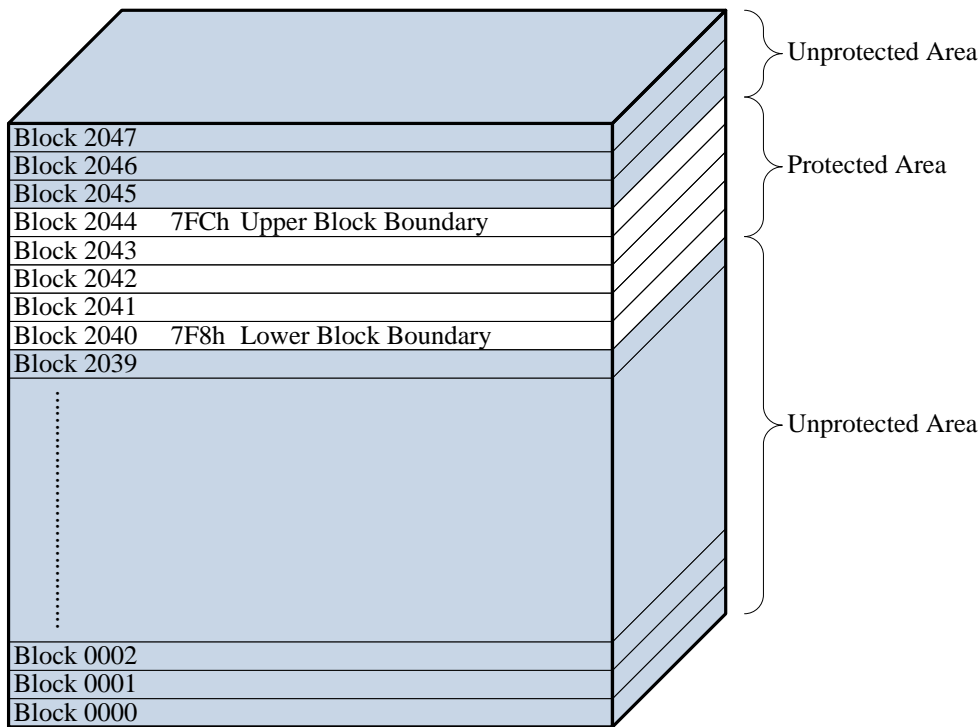 Unprotected Area
Block 2047
Block 2046
Protected Area
Block 2045
Block 2044 7FCh Upper Block Boundary
Block 2043
Block 2042
Block 2041
Block 2040 7F8h Lower Block Boundary
Block 2039
Unprotected Area
Block 0002
Block 0001
Block 0000